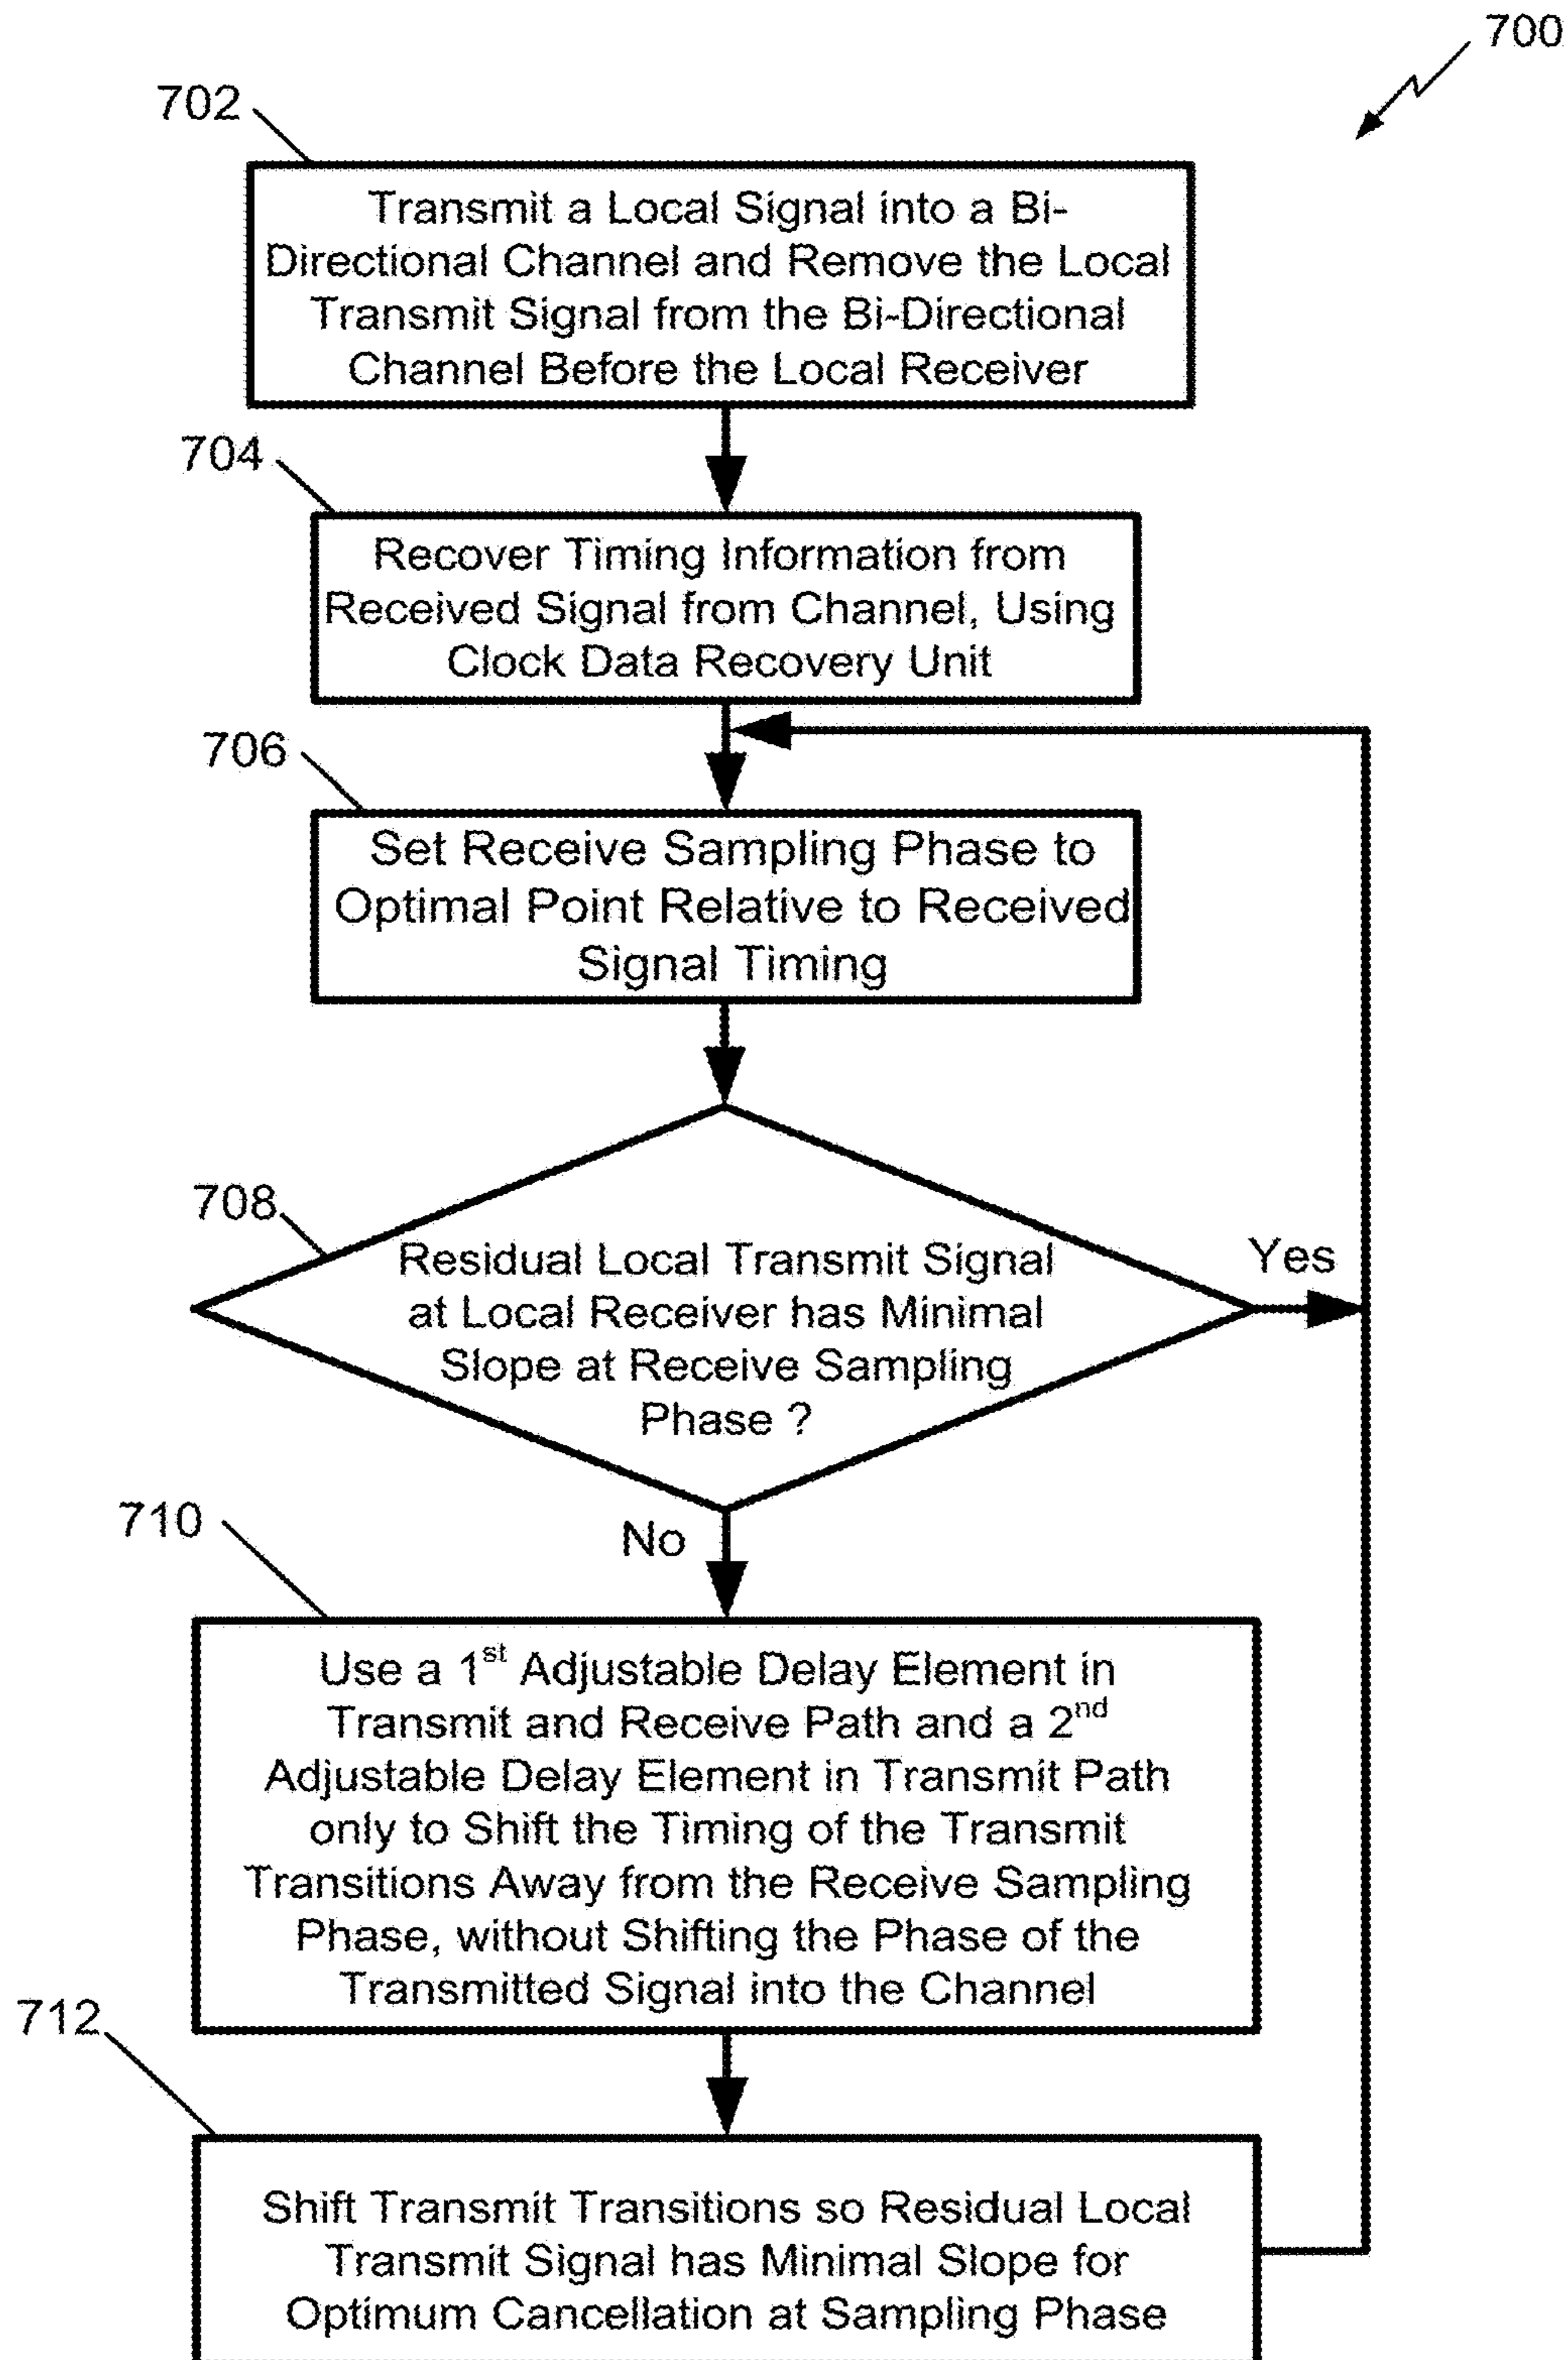 700
702
Transmit a Local Signal into a Bi-
Directional Channel and Remove the Local
Transmit Signal from the Bi-Directional
Channel Before the Local Receiver
704
Recover Timing Information from
Received Signal from Channel, Using
Clock Data Recovery Unit
706
Set Receive Sampling Phase to
Optimal Point Relative to Received
Signal Timing
708
Residual Local Transmit Signal
at Local Receiver has Minimal
Slope at Receive Sampling
Phase ?
Yes
No
710
Use a 1st Adjustable Delay Element in
Transmit and Receive Path and a 2nd
Adjustable Delay Element in Transmit Path
only to Shift the Timing of the Transmit
Transitions Away from the Receive Sampling
Phase, without Shifting the Phase of the
Transmitted Signal into the Channel
712
Shift Transmit Transitions so Residual Local
Transmit Signal has Minimal Slope for
Optimum Cancellation at Sampling Phase